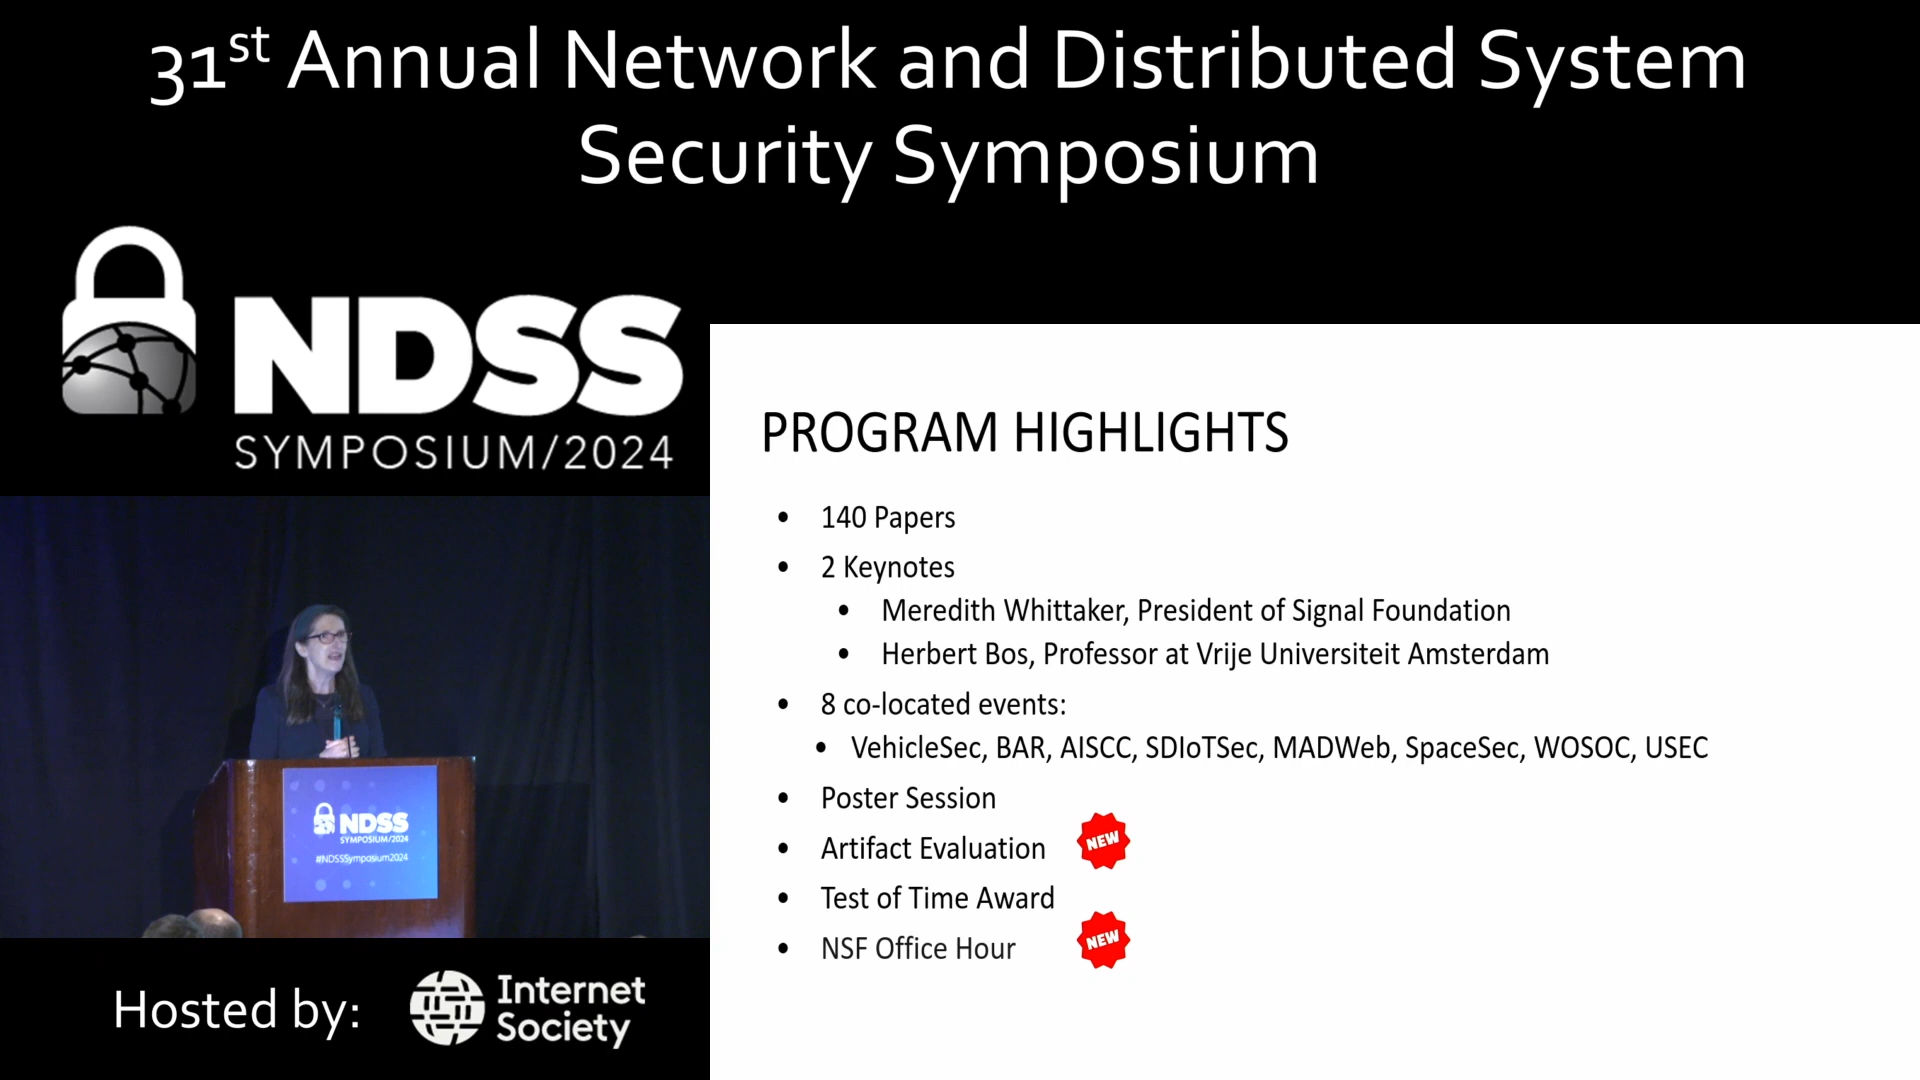 31st Annual Network and Distributed System
Security Symposium
NDSS
SYMPOSIUM/2024
PROGRAM HIGHLIGHTS
• 140 Papers
• 2 Keynotes
• Meredith Whittaker, President of Signal Foundation
• Herbert Bos, Professor at Vrije Universiteit Amsterdam
• 8 co-located events:
• VehicleSec, BAR, AISCC, SDIoTSec, MADWeb, SpaceSec, WOSOC, USEC
• Poster Session
• Artifact Evaluation NEW
• Test of Time Award
• NSF Office Hour NEW
NDSS
SYMPOSIUM/2024
#NDSSSymposium2024
Hosted by:
Internet
Society